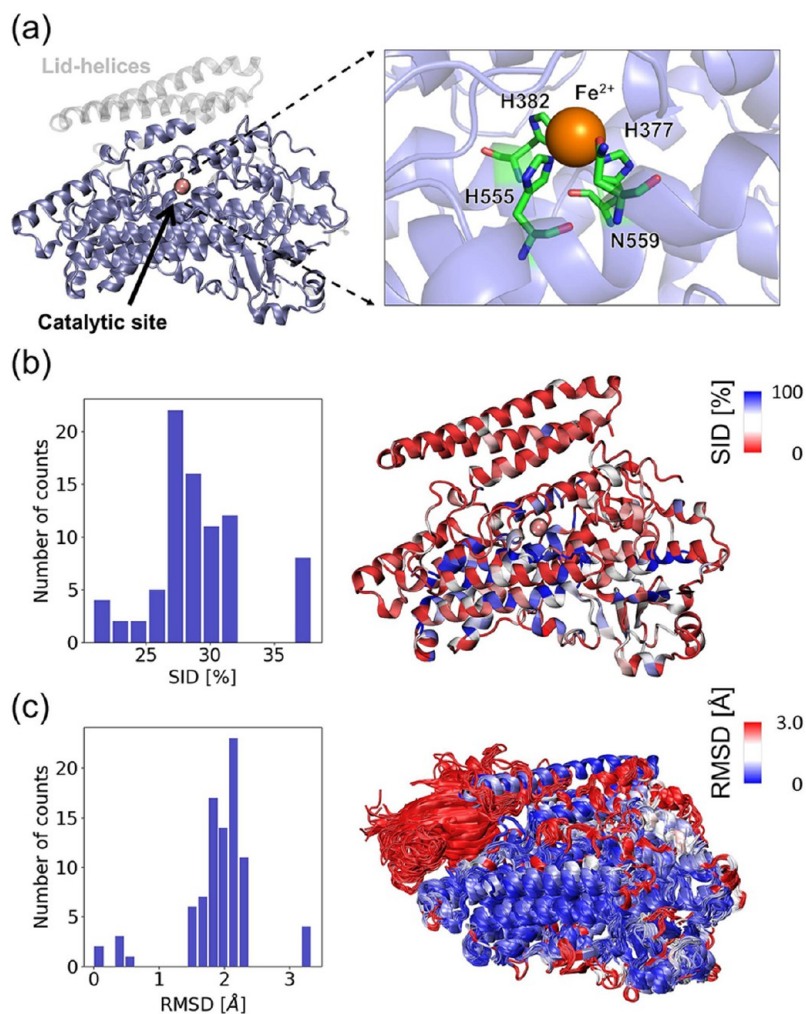 (a)
Lid-helices
Catalytic site
H382
Fe²⁺
H377
H555
N559
(b)
Number of counts
20
15
10
5
0
25
30
35
SID [%]
SID [%]
100
0
(c)
Number of counts
20
15
10
5
0
0
1
2
3
RMSD [Å]
RMSD [Å]
3.0
0